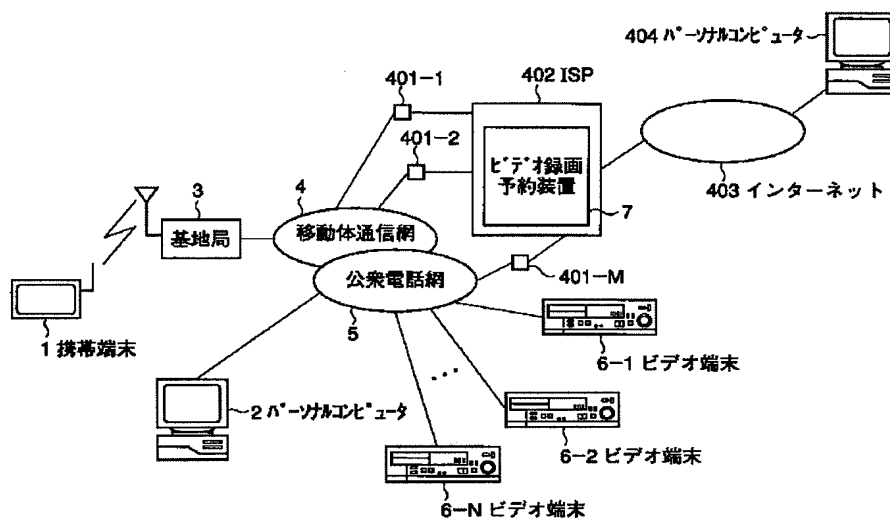 404 パーソナルコンピュータ
401-1
402 ISP
401-2
ビデオ録画
予約装置
7
403 インターネット
3
4
基地局
移動体通信網
公衆電話網
401-M
5
1 携帯端末
6-1 ビデオ端末
2 パーソナルコンピュータ
6-2 ビデオ端末
6-N ビデオ端末